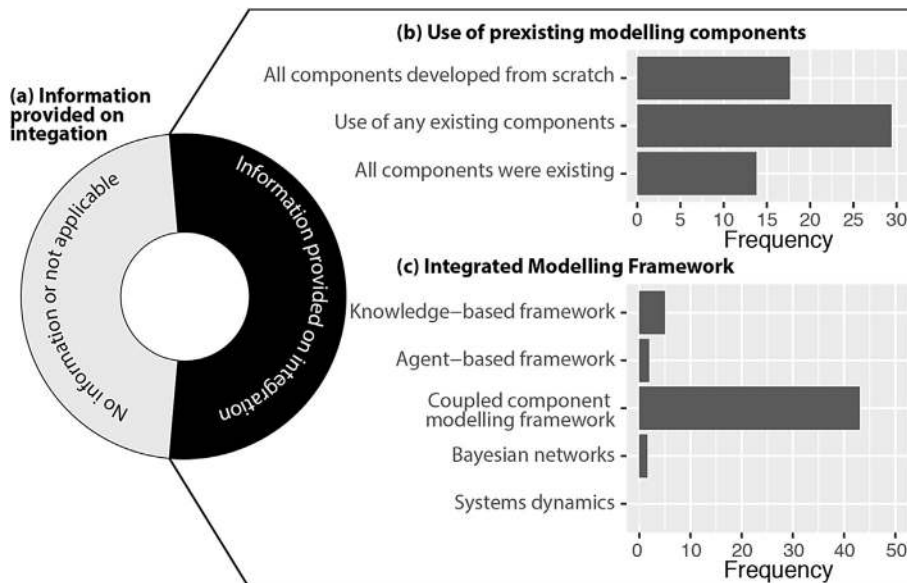 (a) Information
provided on
integation
No information or not applicable
Information provided on integration
(b) Use of prexisting modelling components
All components developed from scratch
Use of any existing components
All components were existing
0 5 10 15 20 25 30
Frequency
(c) Integrated Modelling Framework
Knowledge−based framework
Agent−based framework
Coupled component
modelling framework
Bayesian networks
Systems dynamics
0 10 20 30 40 50
Frequency